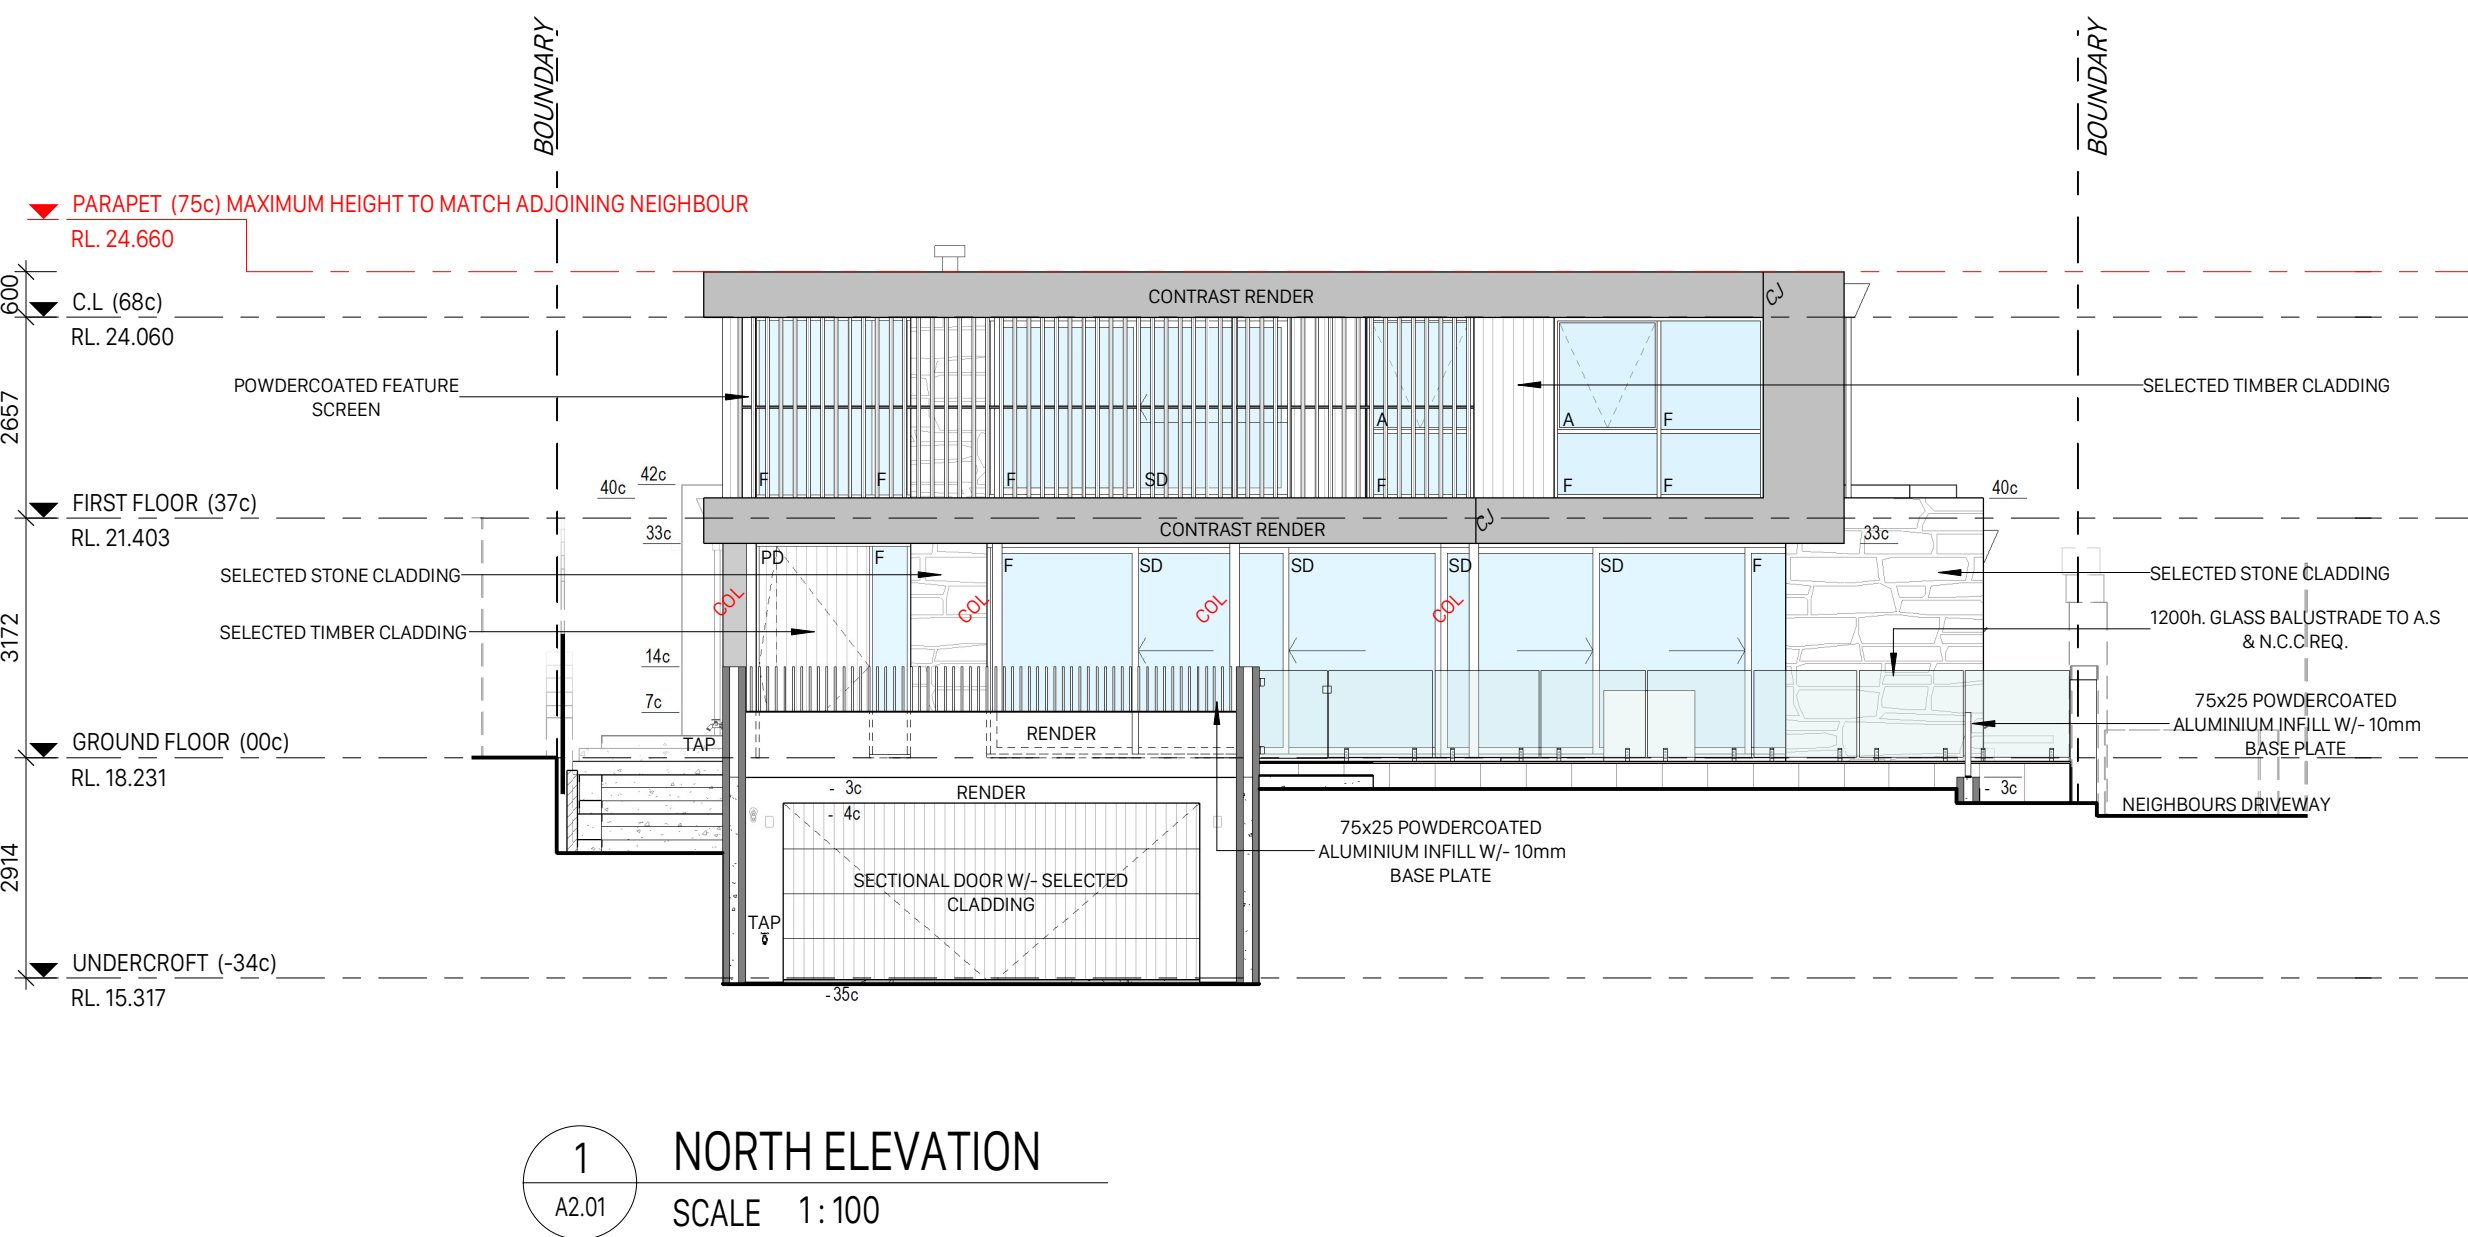 BOUNDARY
BOUNDARY
PARAPET (75c) MAXIMUM HEIGHT TO MATCH ADJOINING NEIGHBOUR
RL. 24.660
600
C.L (68c)
RL. 24.060
CONTRAST RENDER
CJ
POWDERCOATED FEATURE
SCREEN
SELECTED TIMBER CLADDING
2657
A
A
F
F
F
F
SD
F
F
F
42c
40c
40c
FIRST FLOOR (37c)
RL. 21.403
CONTRAST RENDER
CJ
33c
33c
PD
F
F
SD
SD
SD
SD
F
SELECTED STONE CLADDING
SELECTED STONE CLADDING
COL
COL
COL
COL
SELECTED TIMBER CLADDING
1200h. GLASS BALUSTRADE TO A.S
& N.C.C REQ.
3172
14c
7c
75x25 POWDERCOATED
ALUMINIUM INFILL W/- 10mm
BASE PLATE
GROUND FLOOR (00c)
RL. 18.231
TAP
RENDER
- 3c
RENDER
- 4c
- 3c
NEIGHBOURS DRIVEWAY
75x25 POWDERCOATED
ALUMINIUM INFILL W/- 10mm
BASE PLATE
2914
SECTIONAL DOOR W/- SELECTED
CLADDING
TAP
UNDERCROFT (-34c)
RL. 15.317
-35c
1
A2.01
NORTH ELEVATION
SCALE 1 : 100